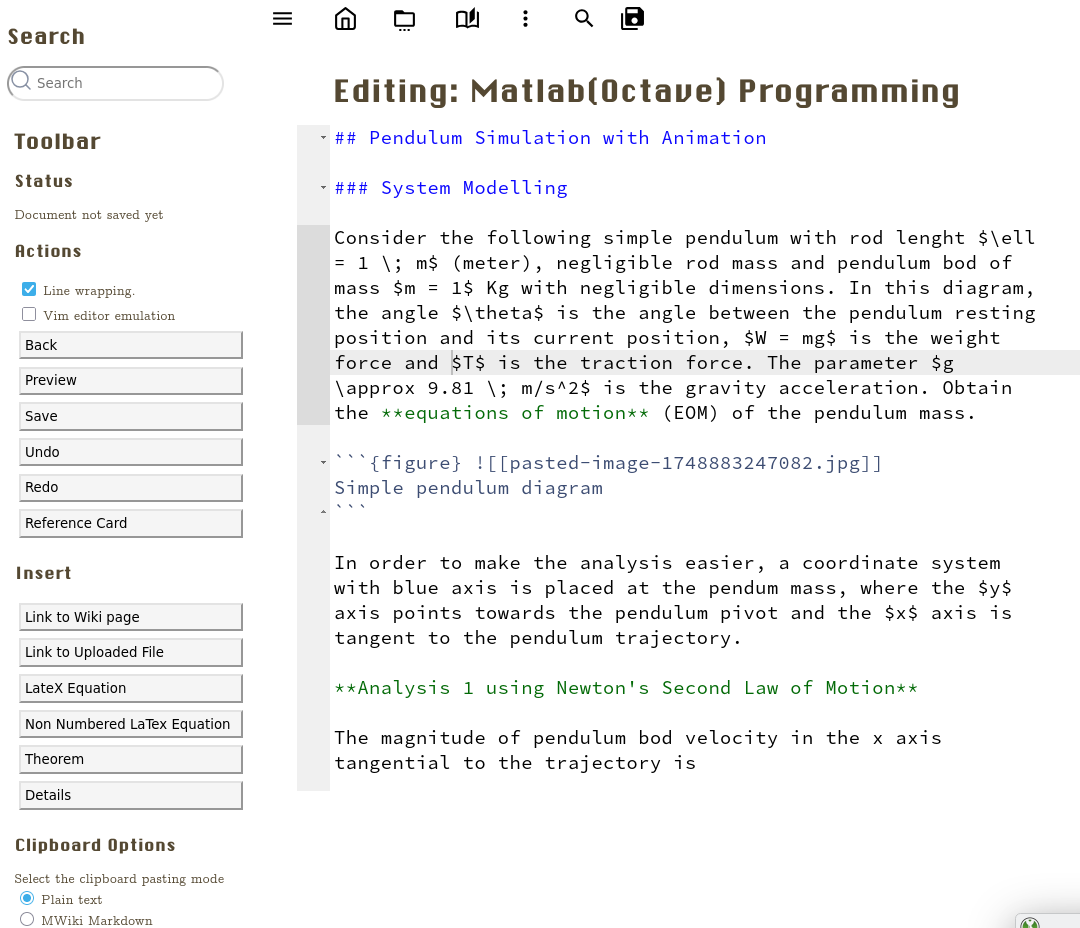 Search
Search
Toolbar
Status
Document not saved yet
Actions
Line wrapping.
Vim editor emulation
Back
Preview
Save
Undo
Redo
Reference Card
Insert
Link to Wiki page
Link to Uploaded File
LateX Equation
Non Numbered LaTex Equation
Theorem
Details
Clipboard Options
Select the clipboard pasting mode
Plain text
MWiki Markdown
Editing: Matlab(Octave) Programming
## Pendulum Simulation with Animation
### System Modelling
Consider the following simple pendulum with rod lenght $\ell
= 1 \; m$ (meter), negligible rod mass and pendulum bod of
mass $m = 1$ Kg with negligible dimensions. In this diagram,
the angle $\theta$ is the angle between the pendulum resting
position and its current position, $W = mg$ is the weight
force and $T$ is the traction force. The parameter $g
\approx 9.81 \; m/s^2$ is the gravity acceleration. Obtain
the **equations of motion** (EOM) of the pendulum mass.
```{figure} ![[pasted-image-1748883247082.jpg]]
Simple pendulum diagram
```
In order to make the analysis easier, a coordinate system
with blue axis is placed at the pendum mass, where the $y$
axis points towards the pendulum pivot and the $x$ axis is
tangent to the pendulum trajectory.
**Analysis 1 using Newton's Second Law of Motion**
The magnitude of pendulum bod velocity in the x axis
tangential to the trajectory is